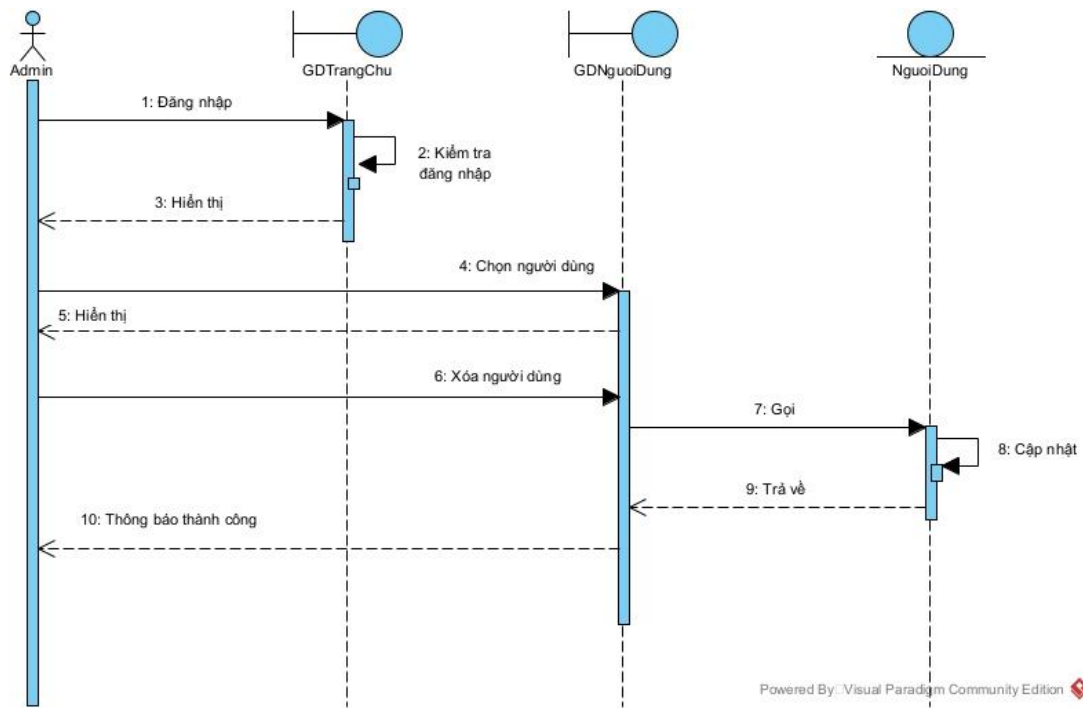 Admin
GDTrangChu
GDNguoiDung
NguoiDung
1: Đăng nhập
2: Kiểm tra
đăng nhập
3: Hiển thị
4: Chọn người dùng
5: Hiển thị
6: Xóa người dùng
7: Gọi
8: Cập nhật
9: Trả về
10: Thông báo thành công
Powered By Visual Paradigm Community Edition